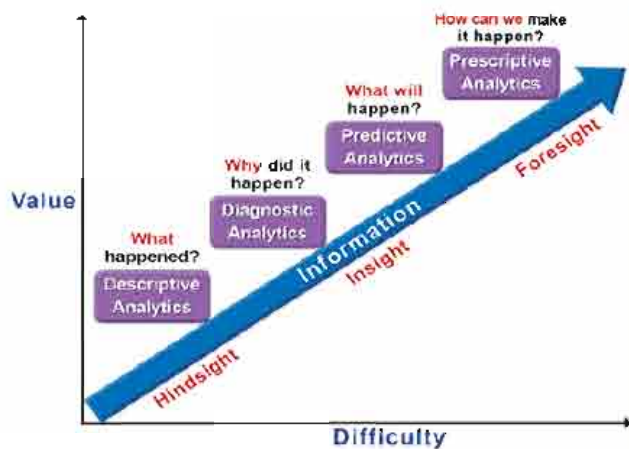 How can we make
it happen?
Prescriptive
Analytics
What will
happen?
Predictive
Analytics
Why did it
happen?
Diagnostic
Analytics
What
happened?
Descriptive
Analytics
Value
Information
Hindsight
Insight
Foresight
Difficulty